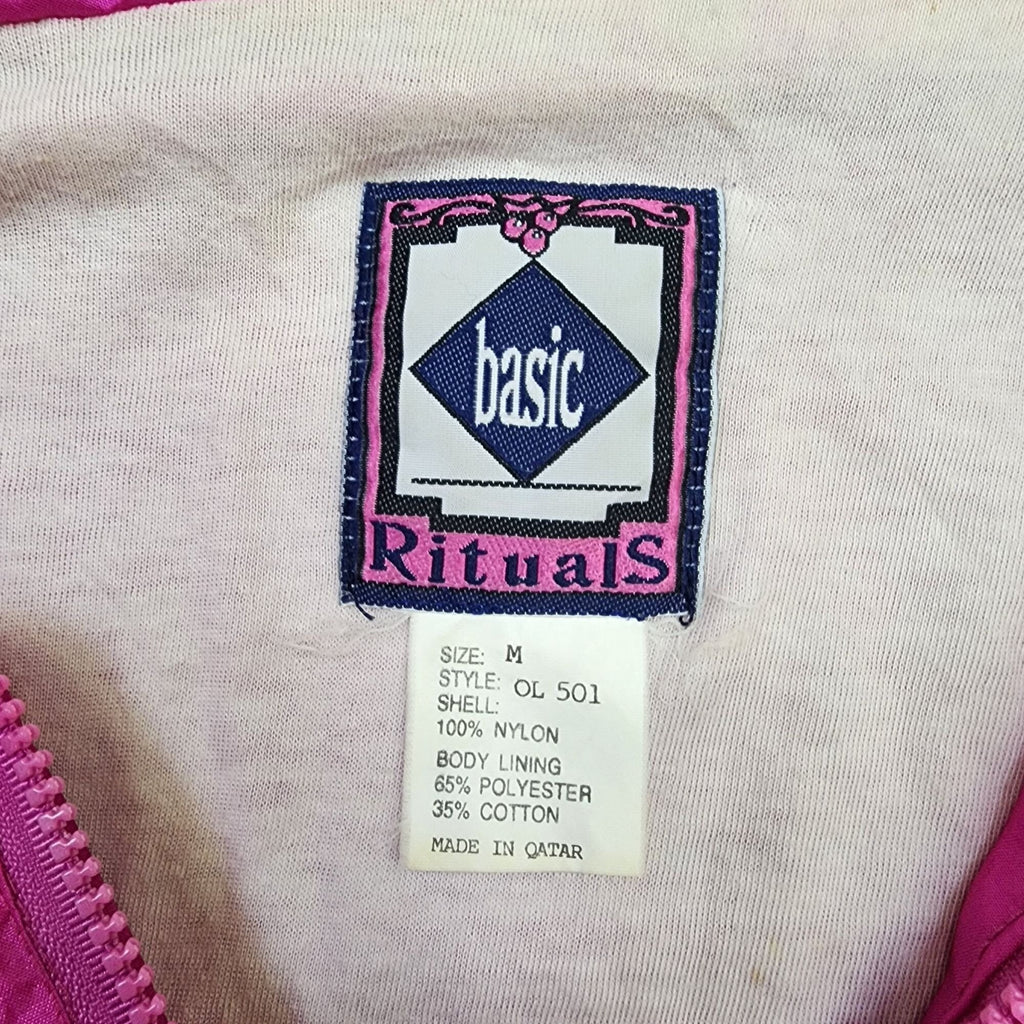 basic
RitualS
SIZE: M
STYLE: OL 501
SHELL:
100% NYLON
BODY LINING
65% POLYESTER
35% COTTON
MADE IN QATAR